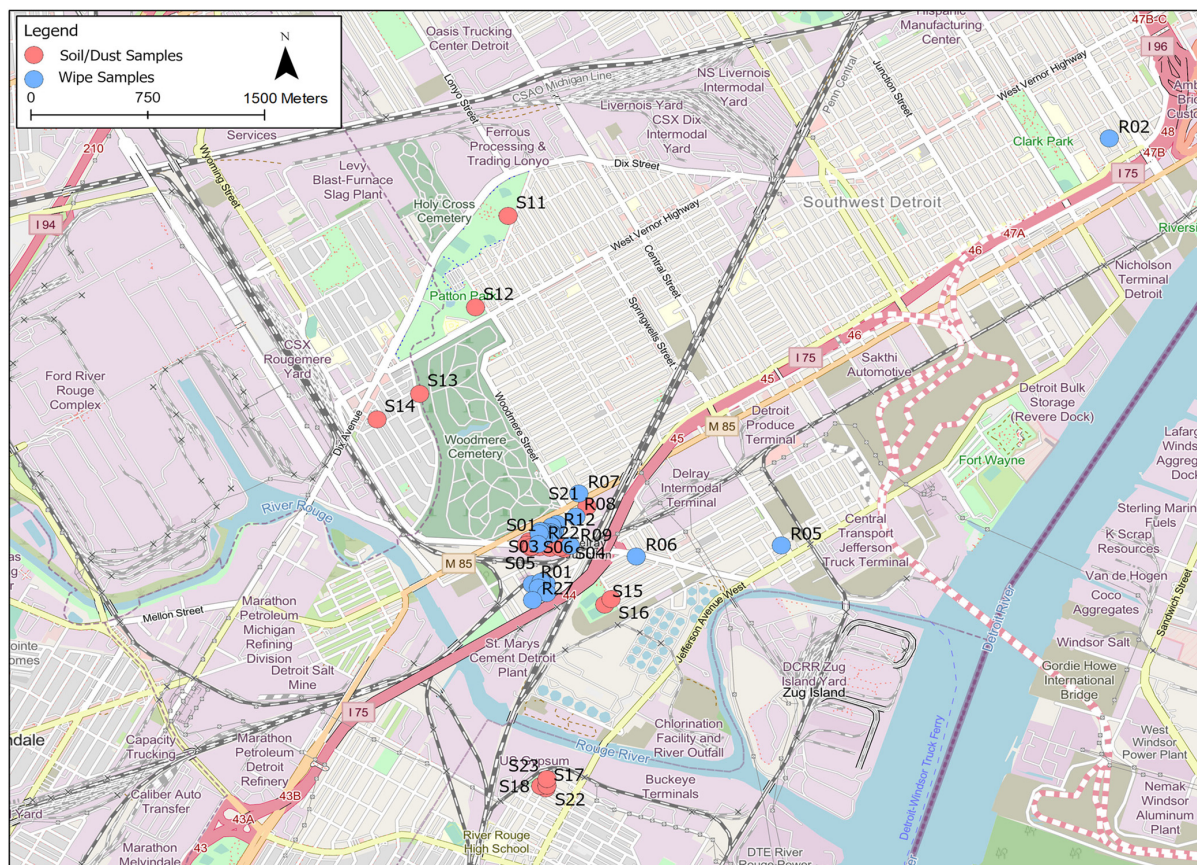 Legend
Soil/Dust Samples
Wipe Samples
0
750
1500 Meters
N
Oasis Trucking
Center Detroit
Hispanic
Manufacturing
Center
47B-C
I 96
Lonyo Street
CSAO Michigan Line
NS Livernois
Intermodal
Yard
Penn Central
Junction Street
West Vernor Highway
Livernois Yard
CSX Dix
Intermodal
Yard
Services
210
Wyoming Street
Ferrous
Processing &
Trading Lonyo
Levy
Blast-Furnace
Slag Plant
Dix Street
Clark Park
R02
48
47B
I 75
I 94
Holy Cross
Cemetery
S11
West Vernor Highway
Southwest Detroit
47A
46
Nicholson
Terminal
Detroit
Central Street
Springwells Street
S12
CSX
Rougemere
Yard
Ford River
Rouge
Complex
46
I 75
45
Sakthi
Automotive
S13
S14
Dix Avenue
Woodmere Street
Woodmere
Cemetery
M 85
45
Detroit
Produce
Terminal
Detroit Bulk
Storage
(Revere Dock)
Fort Wayne
Delray
Intermodal
Terminal
River Rouge
R07
S21
R08
R12
S01
R22
R09
S03
S06
S04
S05
R06
R05
Central
Transport
Jefferson
Truck Terminal
Sterling Marine
Fuels
K Scrap
Resources
Van de Hogen
Coco
Aggregates
Windsor Salt
Sandwich Street
Detroit River
M 85
R01
R27
44
S15
S16
Jefferson Avenue West
Mellon Street
Marathon
Petroleum
Michigan
Refining
Division
Detroit Salt
Mine
St. Marys
Cement Detroit
Plant
DCRR Zug
Island Yard
Zug Island
Gordie Howe
International
Bridge
I 75
Rouge River
Chlorination
Facility and
River Outfall
Capacity
Trucking
Marathon
Petroleum
Detroit
Refinery
West
Windsor
Power Plant
Detroit-Windsor Truck Ferry
S23
S17
S18
S22
Buckeye
Terminals
43B
Caliber Auto
Transfer
43A
43
Marathon
Melvindale
River Rouge
High School
DTE River
Nemak
Windsor
Aluminum
Plant